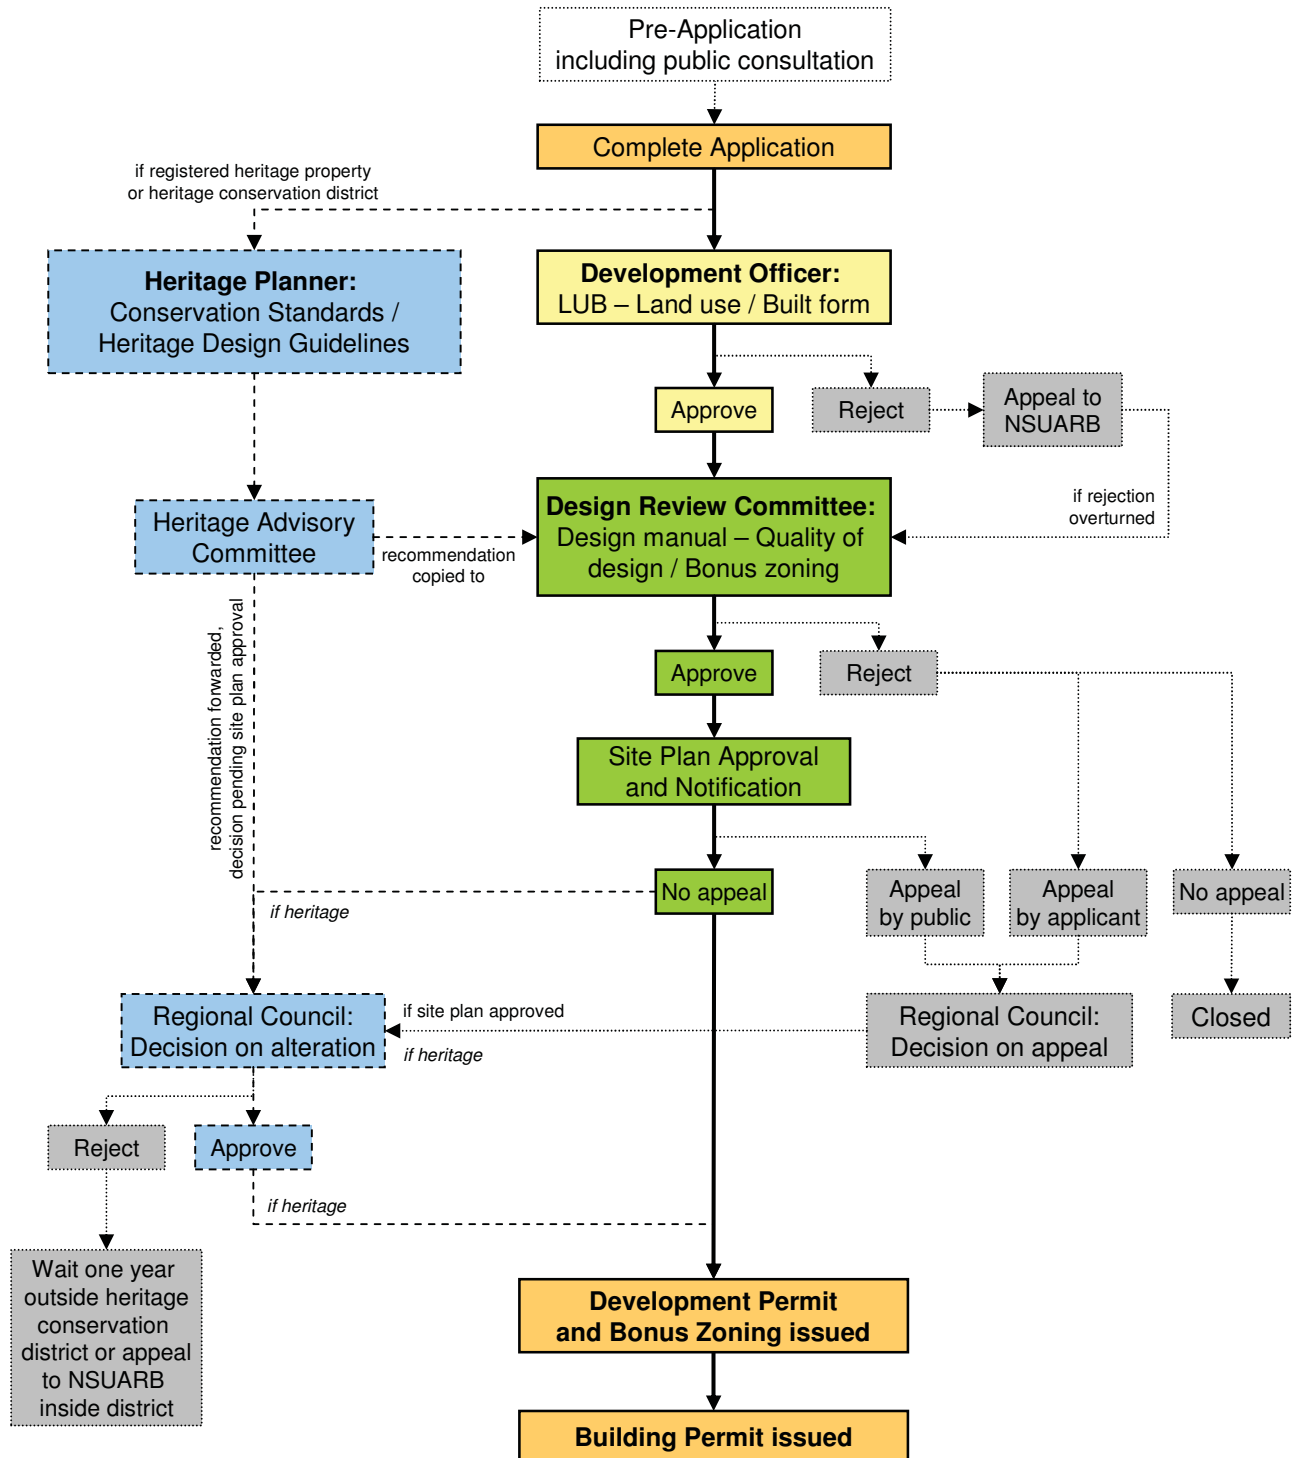 Pre-Application
including public consultation
Complete Application
if registered heritage property
or heritage conservation district
Heritage Planner:
Conservation Standards /
Heritage Design Guidelines
Development Officer:
LUB – Land use / Built form
Approve
Reject
Appeal to
NSUARB
if rejection
overturned
Heritage Advisory
Committee
recommendation
copied to
Design Review Committee:
Design manual – Quality of
design / Bonus zoning
recommendation forwarded,
decision pending site plan approval
Approve
Reject
Site Plan Approval
and Notification
No appeal
if heritage
Appeal
by public
Appeal
by applicant
No appeal
Regional Council:
Decision on alteration
if site plan approved
if heritage
Regional Council:
Decision on appeal
Closed
Reject
Approve
if heritage
Wait one year
outside heritage
conservation
district or appeal
to NSUARB
inside district
Development Permit
and Bonus Zoning issued
Building Permit issued